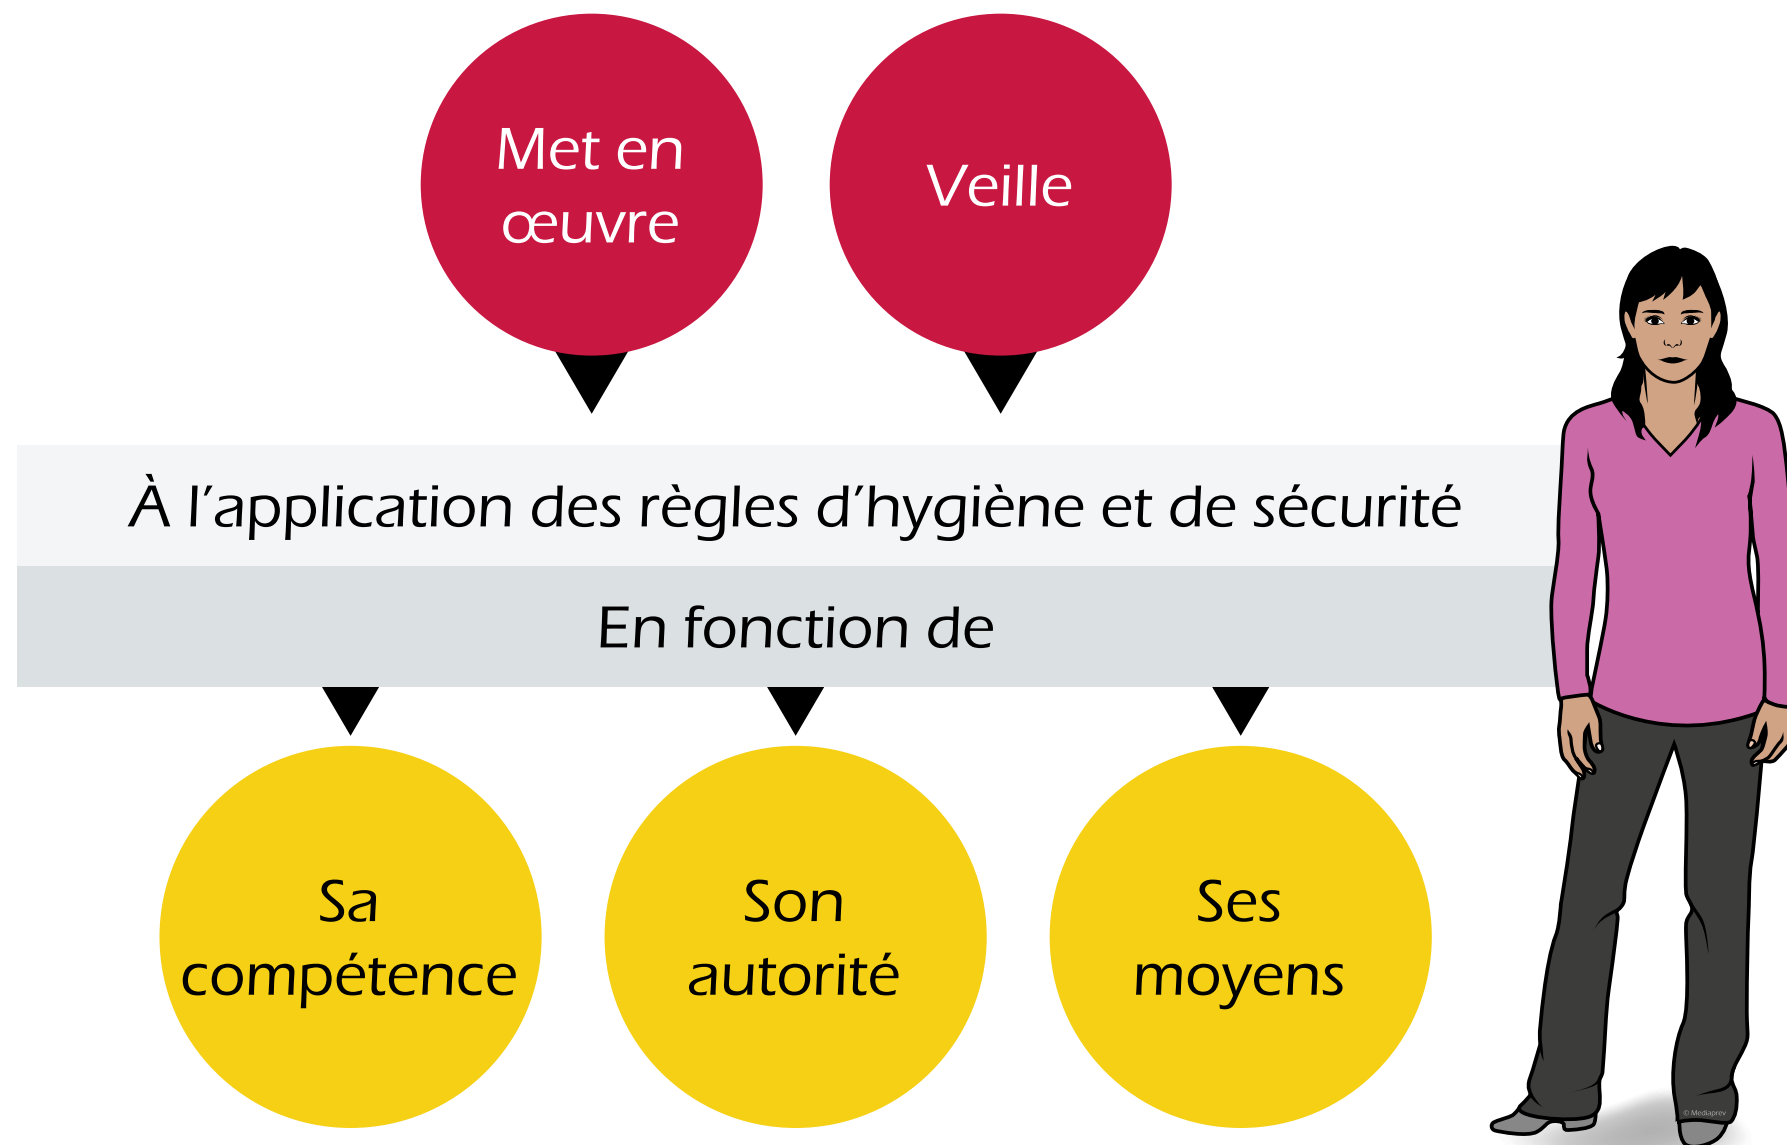 Met en
œuvre
Veille
À l’application des règles d’hygiène et de sécurité
En fonction de
Sa
compétence
Son
autorité
Ses
moyens
© Mediaprev